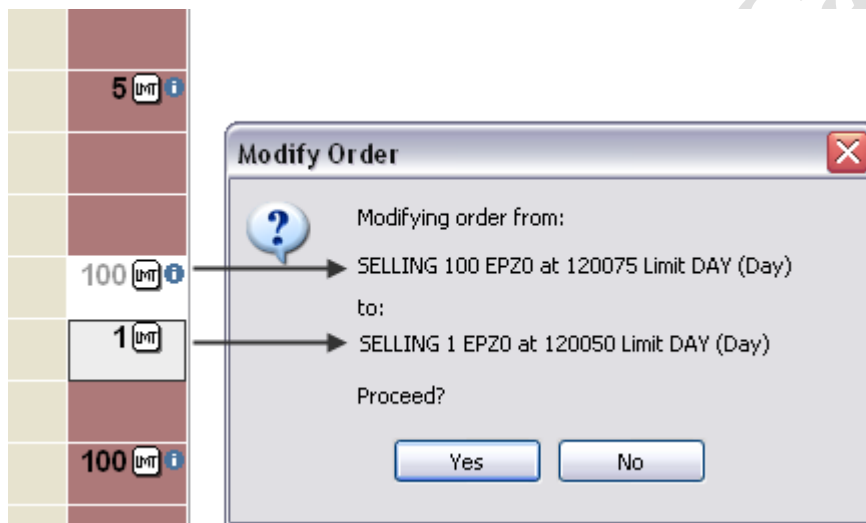 5 LMT i
Modify Order
Modifying order from:
100 LMT i
SELLING 100 EPZ0 at 120075 Limit DAY (Day)
to:
1 LMT
SELLING 1 EPZ0 at 120050 Limit DAY (Day)
Proceed?
100 LMT i
Yes
No